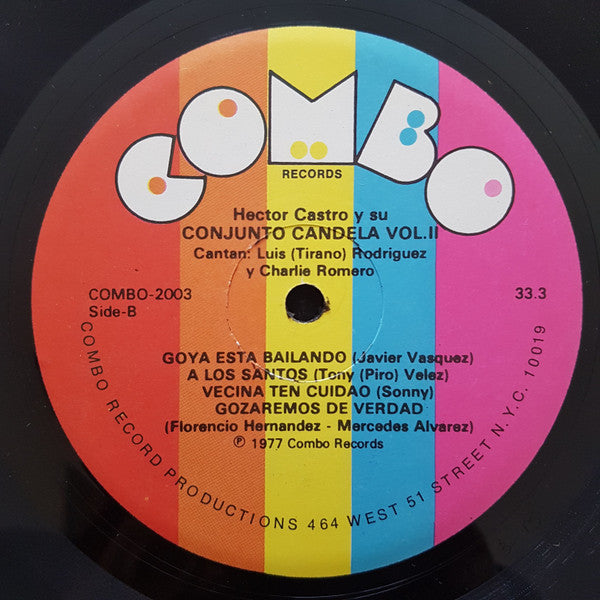 COMBO
RECORDS
Hector Castro y su
CONJUNTO CANDELA VOL.II
Cantan: Luis (Tirano) Rodriguez
y Charlie Romero
COMBO-2003
Side-B
33.3
GOYA ESTA BAILANDO (Javier Vasquez)
A LOS SANTOS (Tony (Piro) Velez)
VECINA TEN CUIDAO (Sonny)
GOZAREMOS DE VERDAD
(Florencio Hernandez - Mercedes Alvarez)
℗ 1977 Combo Records
COMBO RECORD PRODUCTIONS 464 WEST 51 STREET N.Y.C. 10019